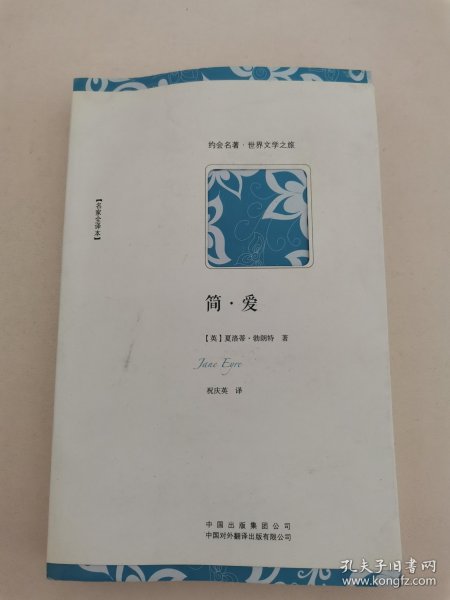 约会名著·世界文学之旅
【名家全译本】
简·爱
【英】夏洛蒂·勃朗特 著
Jane Eyre
祝庆英 译
中国出版集团公司
中国对外翻译出版有限公司
孔夫子旧书网
www.kongfz.com